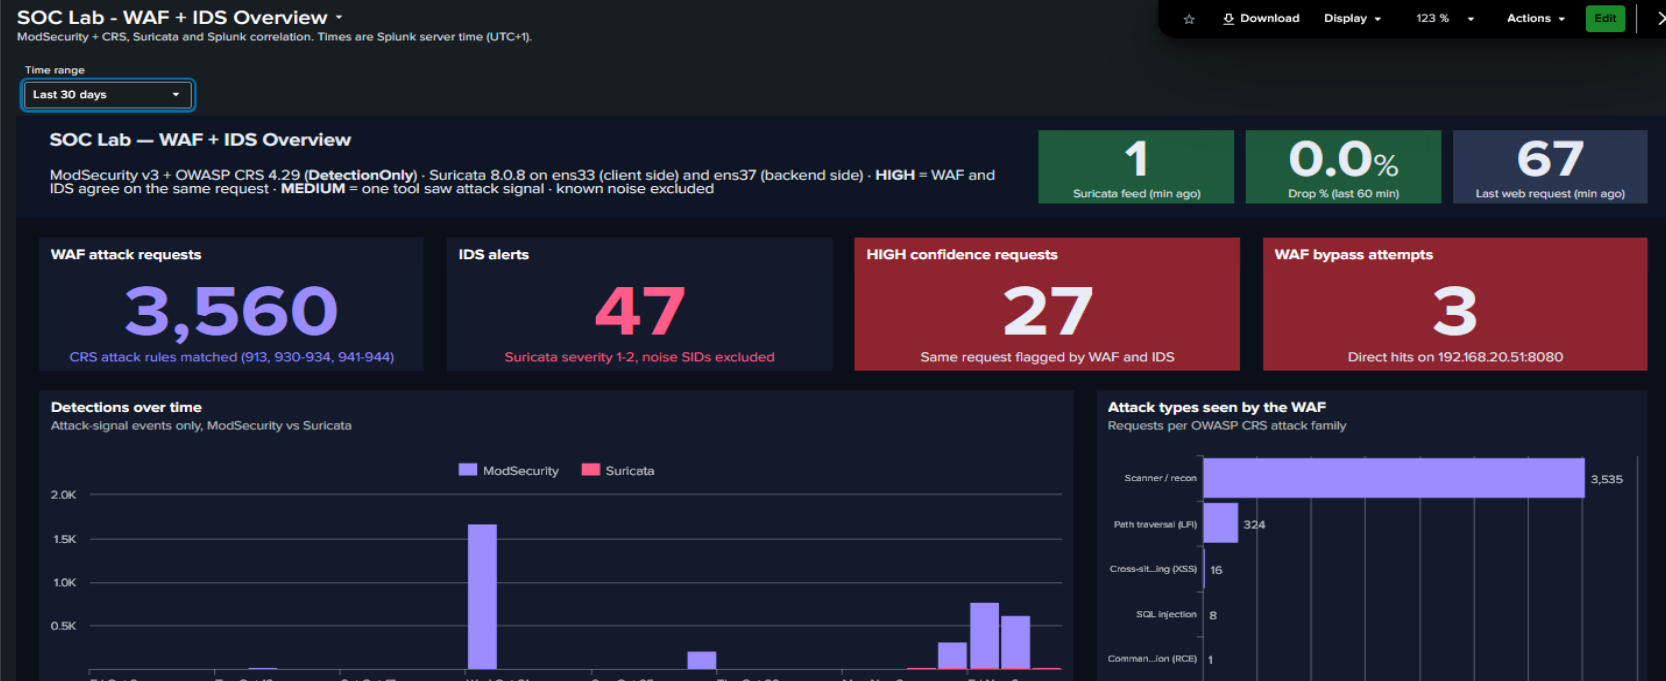 SOC Lab - WAF + IDS Overview
ModSecurity + CRS, Suricata and Splunk correlation. Times are Splunk server time (UTC+1).
Download
Display
123 %
Actions
Edit
Time range
Last 30 days
SOC Lab — WAF + IDS Overview
ModSecurity v3 + OWASP CRS 4.29 (DetectionOnly) · Suricata 8.0.8 on ens33 (client side) and ens37 (backend side) · HIGH = WAF and
IDS agree on the same request · MEDIUM = one tool saw attack signal · known noise excluded
1
Suricata feed (min ago)
0.0%
Drop % (last 60 min)
67
Last web request (min ago)
WAF attack requests
3,560
CRS attack rules matched (913, 930-934, 941-944)
IDS alerts
47
Suricata severity 1-2, noise SIDs excluded
HIGH confidence requests
27
Same request flagged by WAF and IDS
WAF bypass attempts
3
Direct hits on 192.168.20.51:8080
Detections over time
Attack-signal events only, ModSecurity vs Suricata
ModSecurity
Suricata
2.0K
1.5K
1.0K
0.5K
Attack types seen by the WAF
Requests per OWASP CRS attack family
Scanner / recon
3,535
Path traversal (LFI)
324
Cross-sit...ing (XSS)
16
SQL injection
8
Comman...ion (RCE)
1